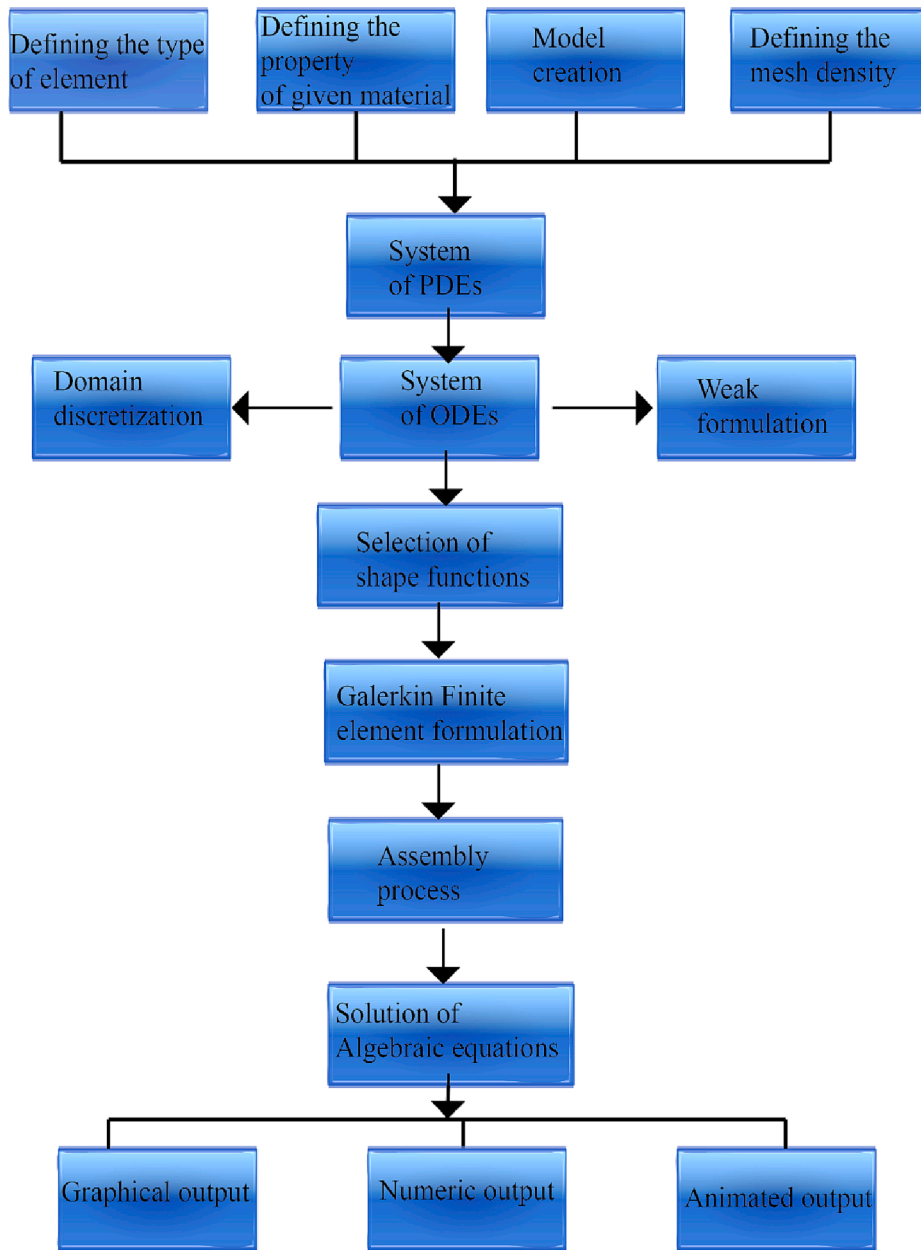 Defining the type
of element
Defining the
property
of given material
Model
creation
Defining the
mesh density
System
of PDEs
Domain
discretization
System
of ODEs
Weak
formulation
Selection of
shape functions
Galerkin Finite
element formulation
Assembly
process
Solution of
Algebraic equations
Graphical output
Numeric output
Animated output